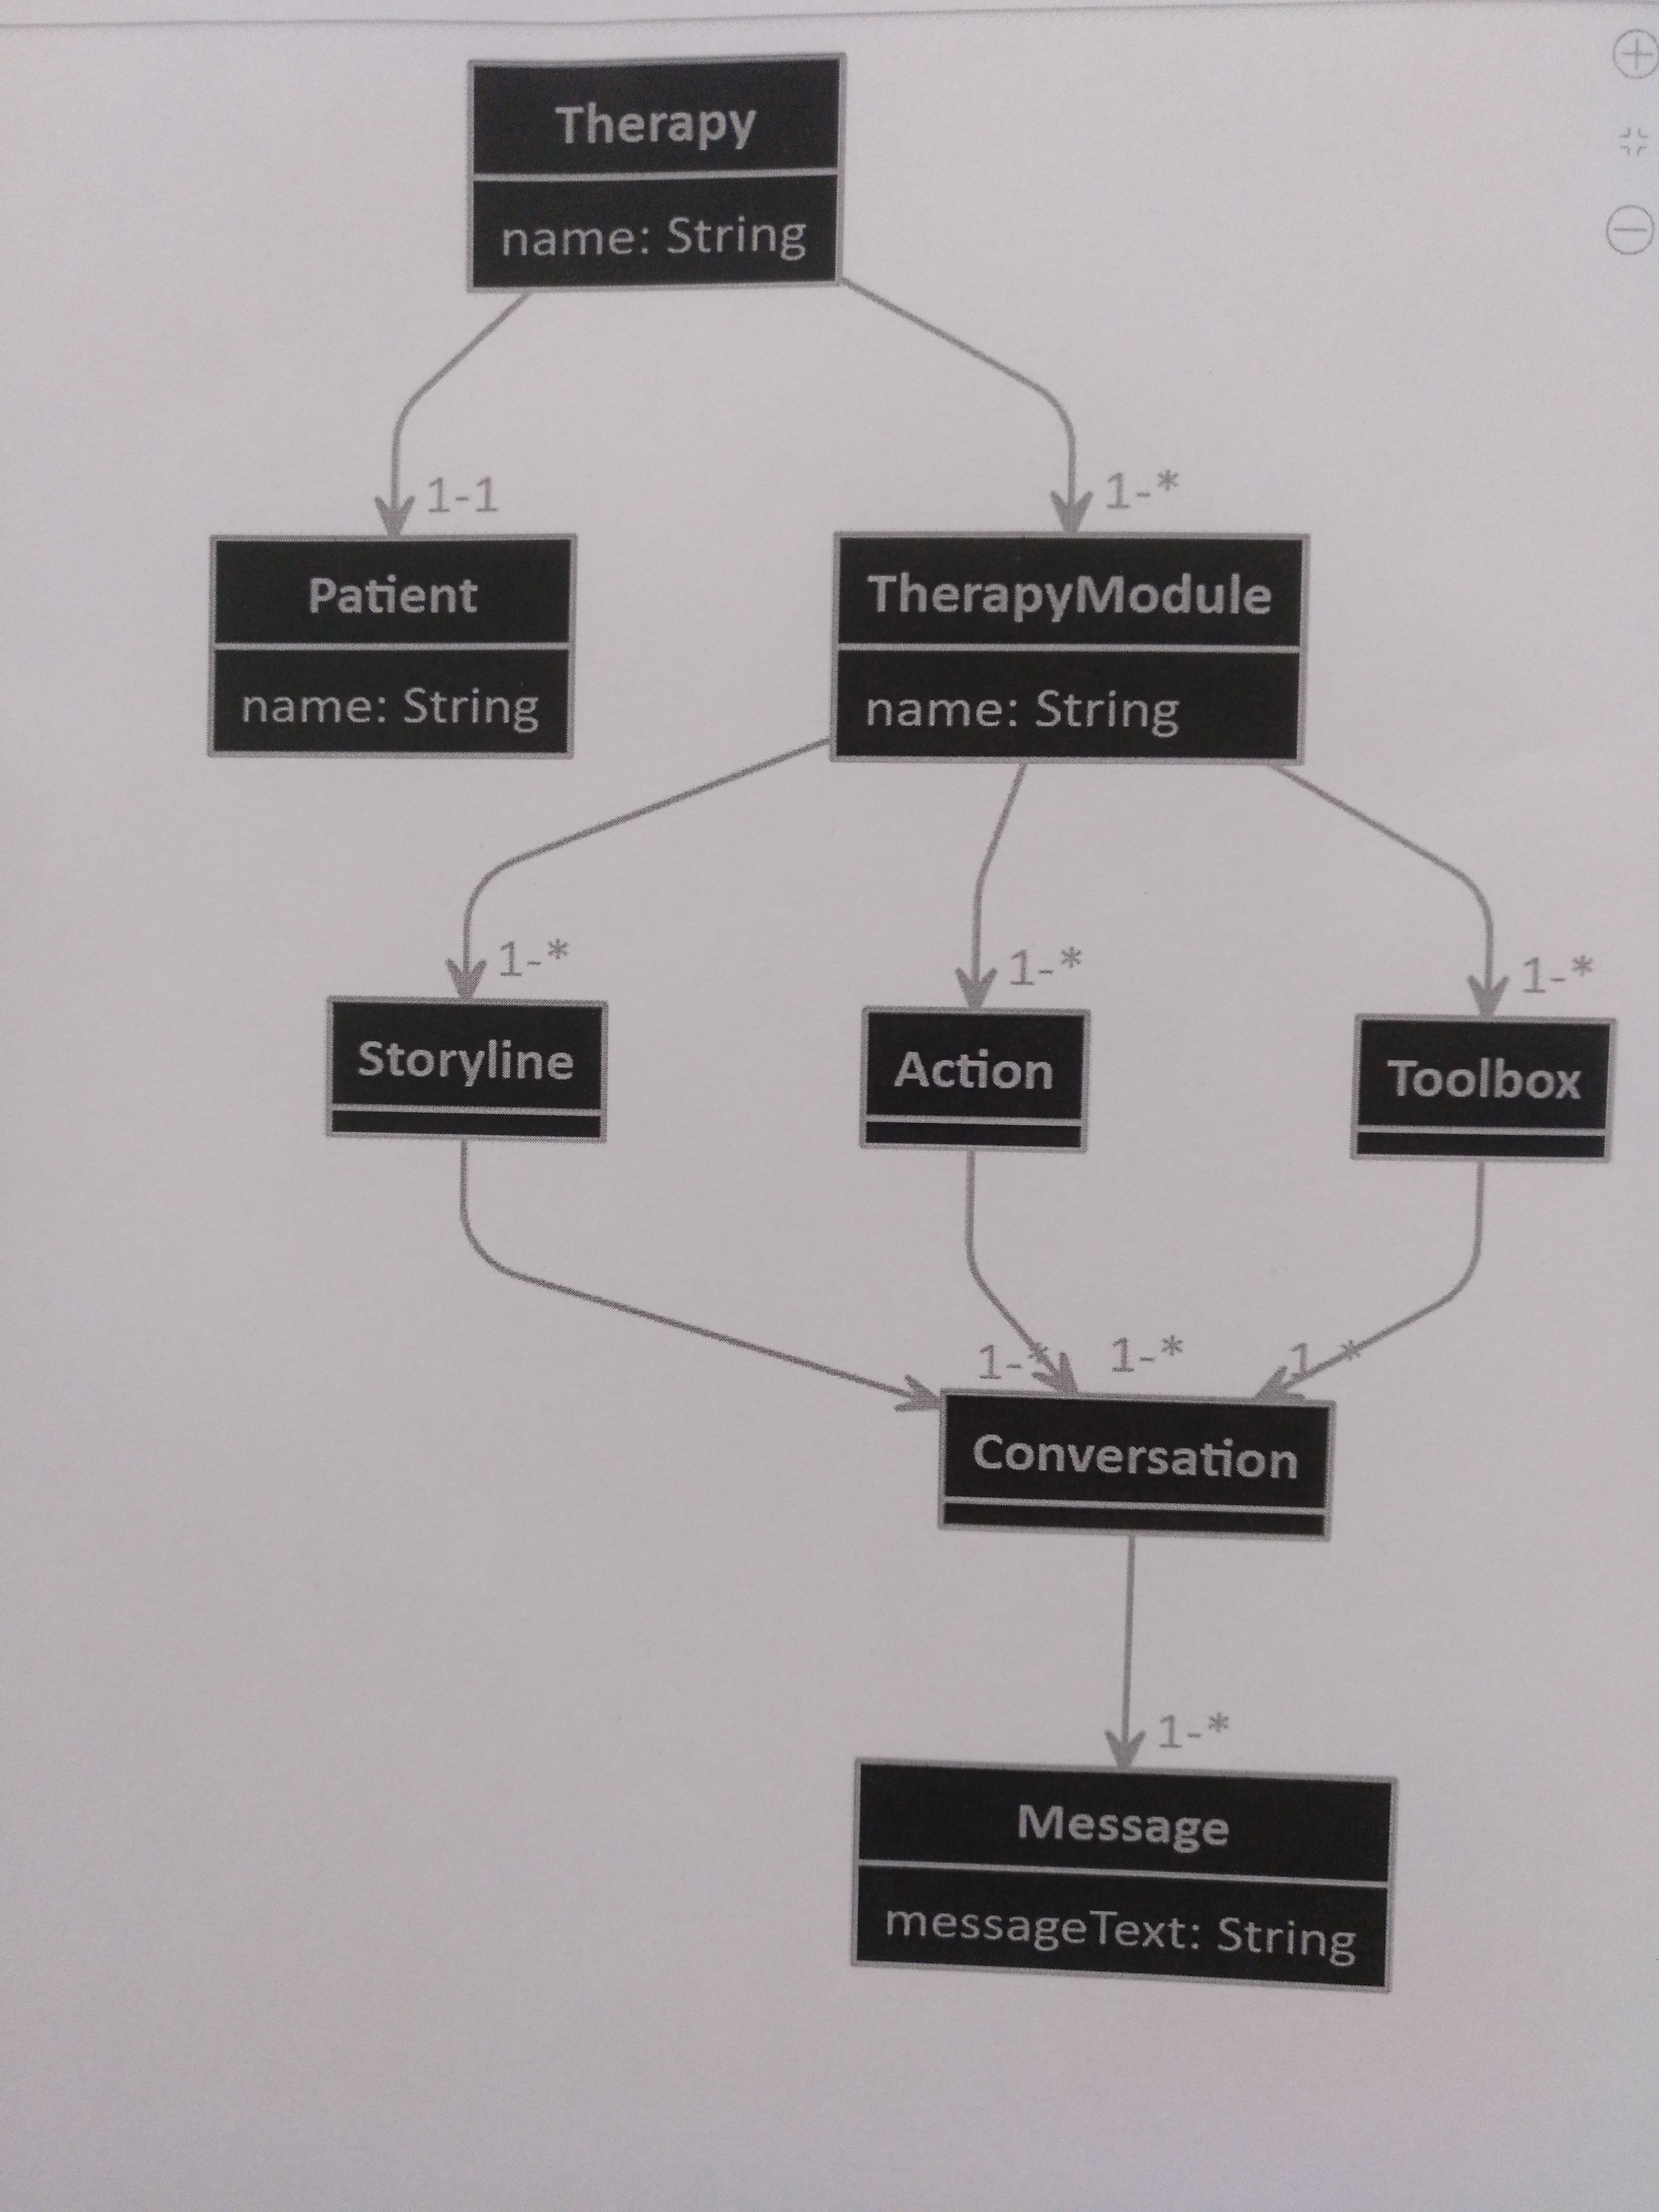 Therapy
name: String
1-1
1-*
Patient
TherapyModule
name: String
name: String
1-*
1-*
1-*
Storyline
Action
Toolbox
1-*
1-*
1-*
Conversation
1-*
Message
messageText: String